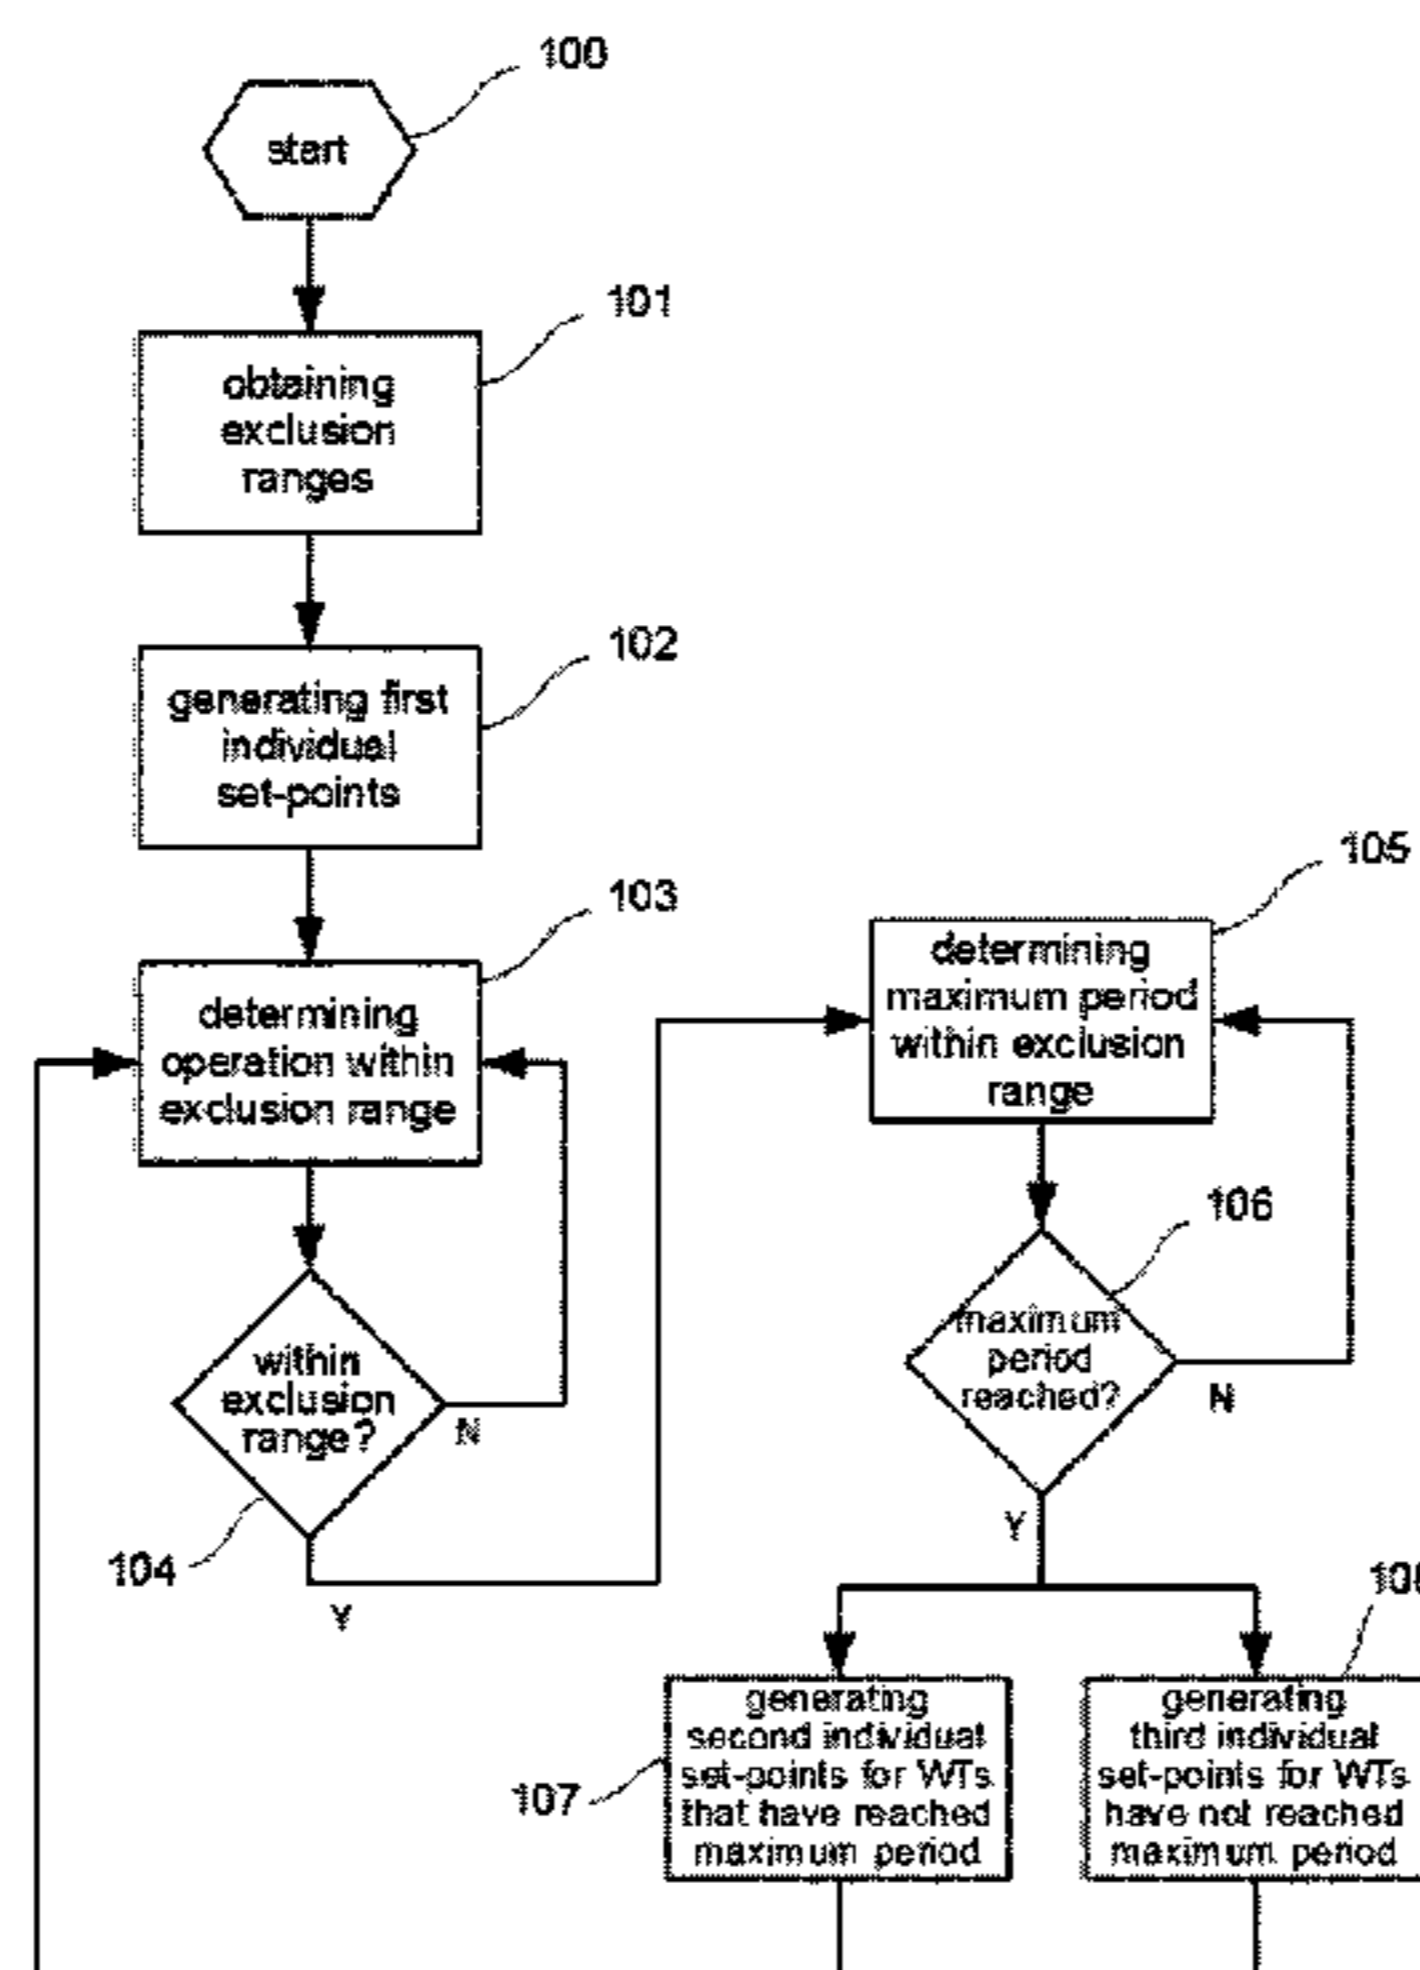 100
start
101
obtaining
exclusion
ranges
102
generating first
individual
set-points
103
determining
operation within
exclusion range
within
exclusion
range?
N
104
Y
105
determining
maximum period
within exclusion
range
106
maximum
period
reached?
N
Y
107
generating
second individual
set-points for WTs
that have reached
maximum period
generating
third individual
set-points for WTs
have not reached
maximum period